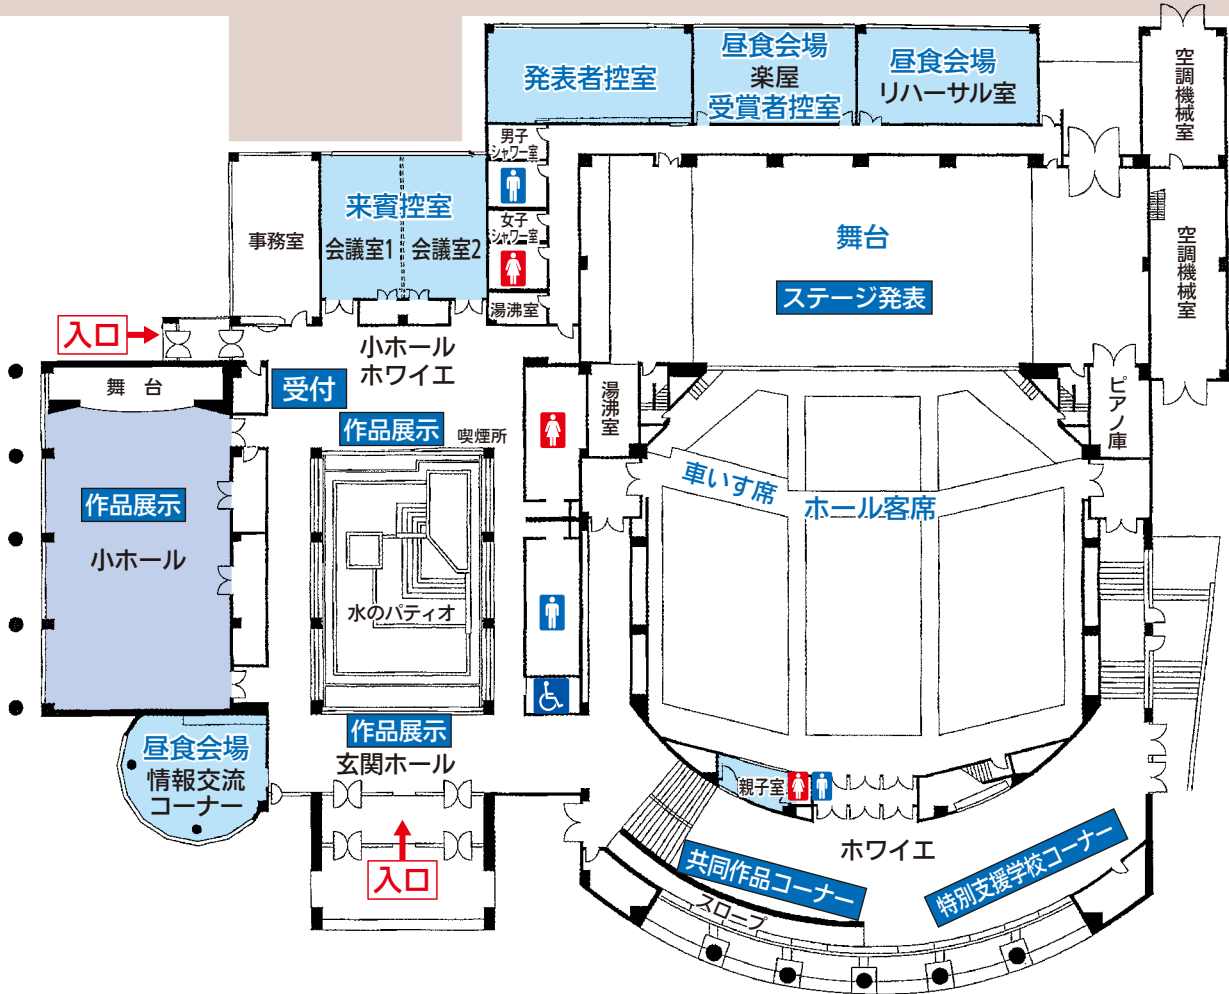 発表者控室
昼食会場
楽屋
受賞者控室
昼食会場
リハーサル室
空調機械室
男子
シャワー室
来賓控室
会議室1
会議室2
事務室
女子
シャワー室
湯沸室
舞台
ステージ発表
空調機械室
入口
小ホール
ホワイエ
舞台
受付
作品展示
喫煙所
湯沸室
ピアノ庫
車いす席
ホール客席
作品展示
小ホール
水のパティオ
作品展示
玄関ホール
昼食会場
情報交流
コーナー
親子室
入口
ホワイエ
共同作品コーナー
特別支援学校コーナー
スロープ